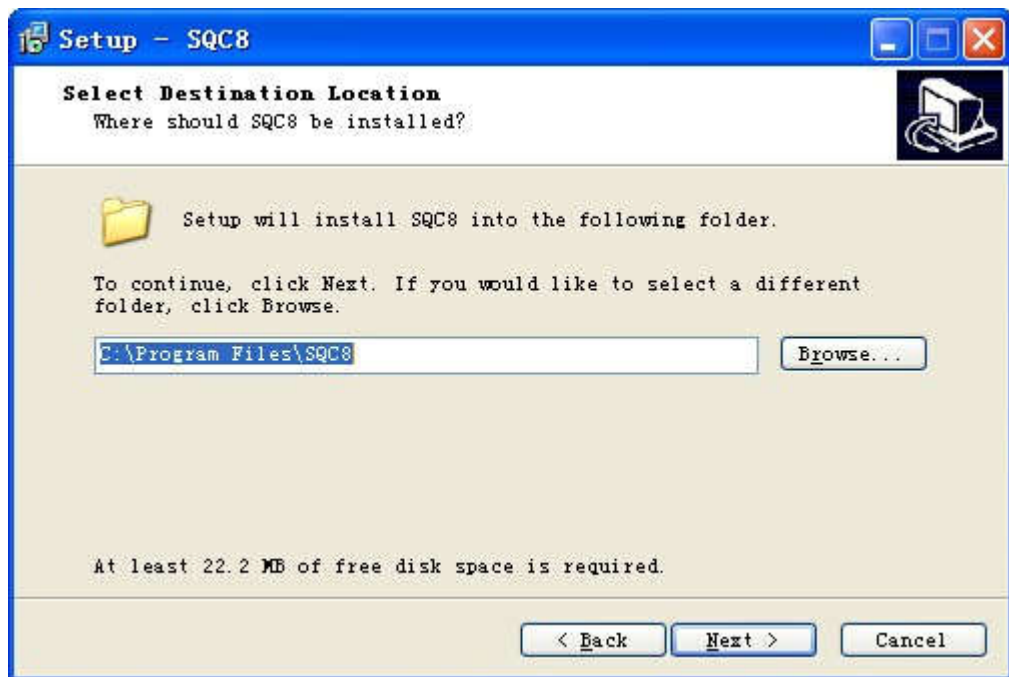 Setup - SQC8
Select Destination Location
Where should SQC8 be installed?
Setup will install SQC8 into the following folder.
To continue, click Next. If you would like to select a different
folder, click Browse.
C:\Program Files\SQC8
Browse...
At least 22.2 MB of free disk space is required.
< Back
Next >
Cancel